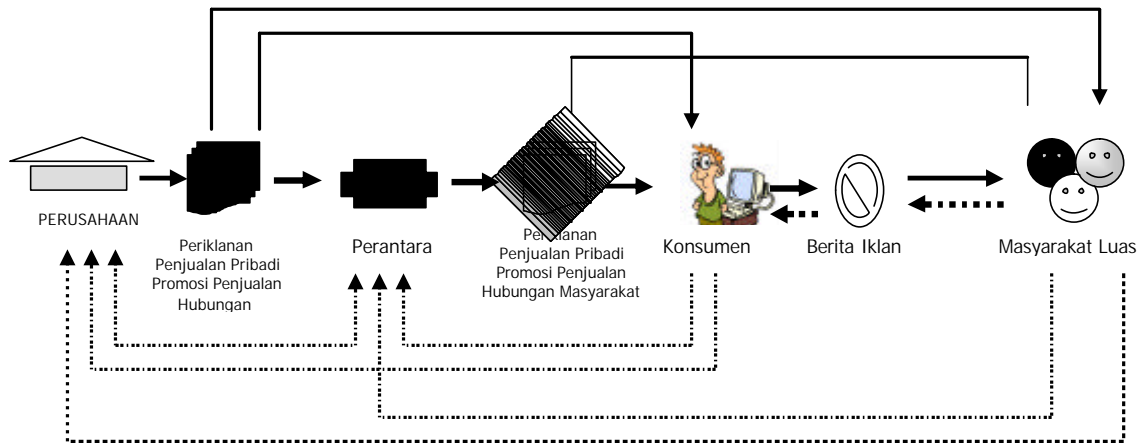 PERUSAHAAN
Periklanan
Penjualan Pribadi
Promosi Penjualan
Hubungan
Perantara
Periklanan
Penjualan Pribadi
Promosi Penjualan
Hubungan Masyarakat
Konsumen
Berita Iklan
Masyarakat Luas